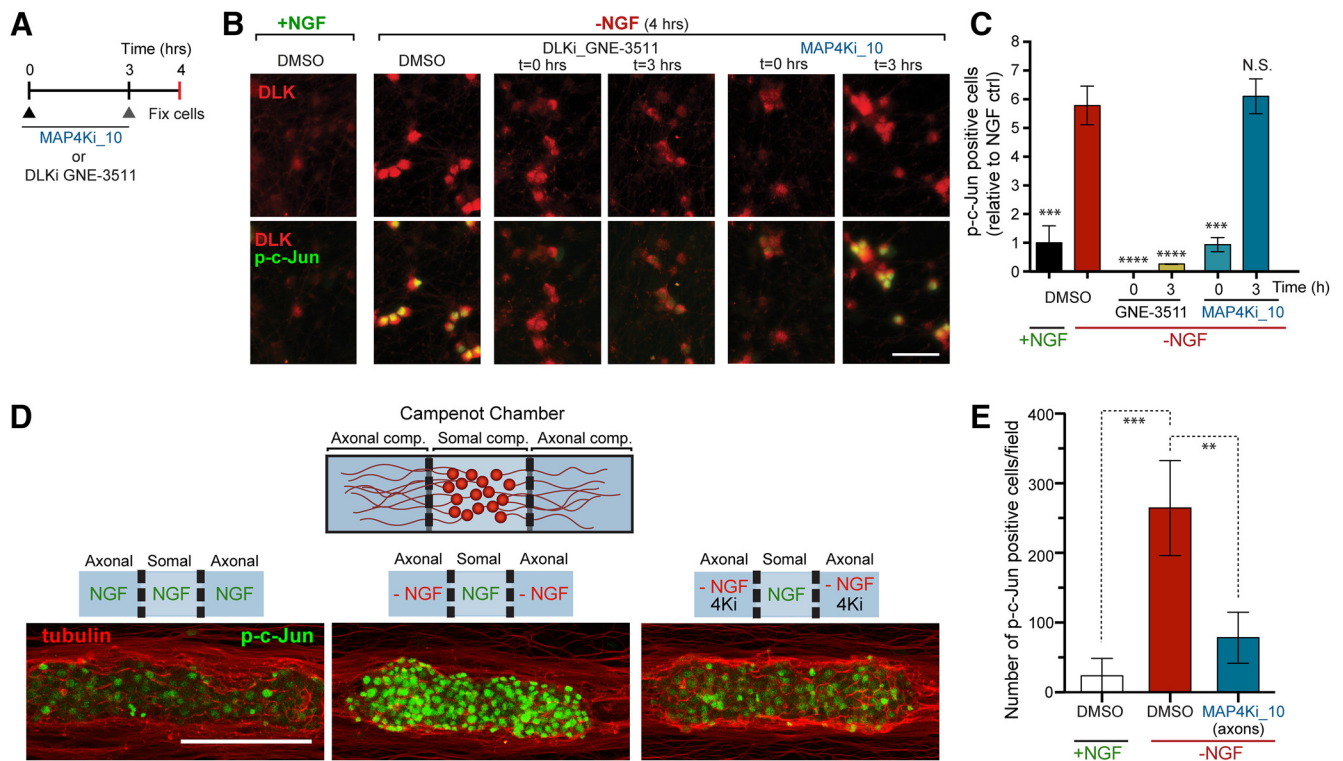 A
Time (hrs)
0 3 4
Fix cells
MAP4Ki_10
or
DLKi GNE-3511
B
+NGF
-NGF (4 hrs)
DMSO
DMSO
DLKi_GNE-3511
MAP4Ki_10
t=0 hrs
t=3 hrs
t=0 hrs
t=3 hrs
DLK
DLK
p-c-Jun
C
p-c-Jun positive cells
(relative to NGF ctrl)
8
7
6
5
4
3
2
1
0
***
****
****
***
N.S.
0 3 0 3 Time (h)
DMSO
GNE-3511
MAP4Ki_10
+NGF
-NGF
D
Campenot Chamber
Axonal comp. Somal comp. Axonal comp.
Axonal Somal Axonal
NGF NGF NGF
Axonal Somal Axonal
- NGF NGF - NGF
Axonal Somal Axonal
- NGF NGF - NGF
4Ki 4Ki
tubulin
p-c-Jun
E
Number of p-c-Jun positive cells/field
400
300
200
100
0
***
**
DMSO
DMSO
MAP4Ki_10
(axons)
+NGF
-NGF